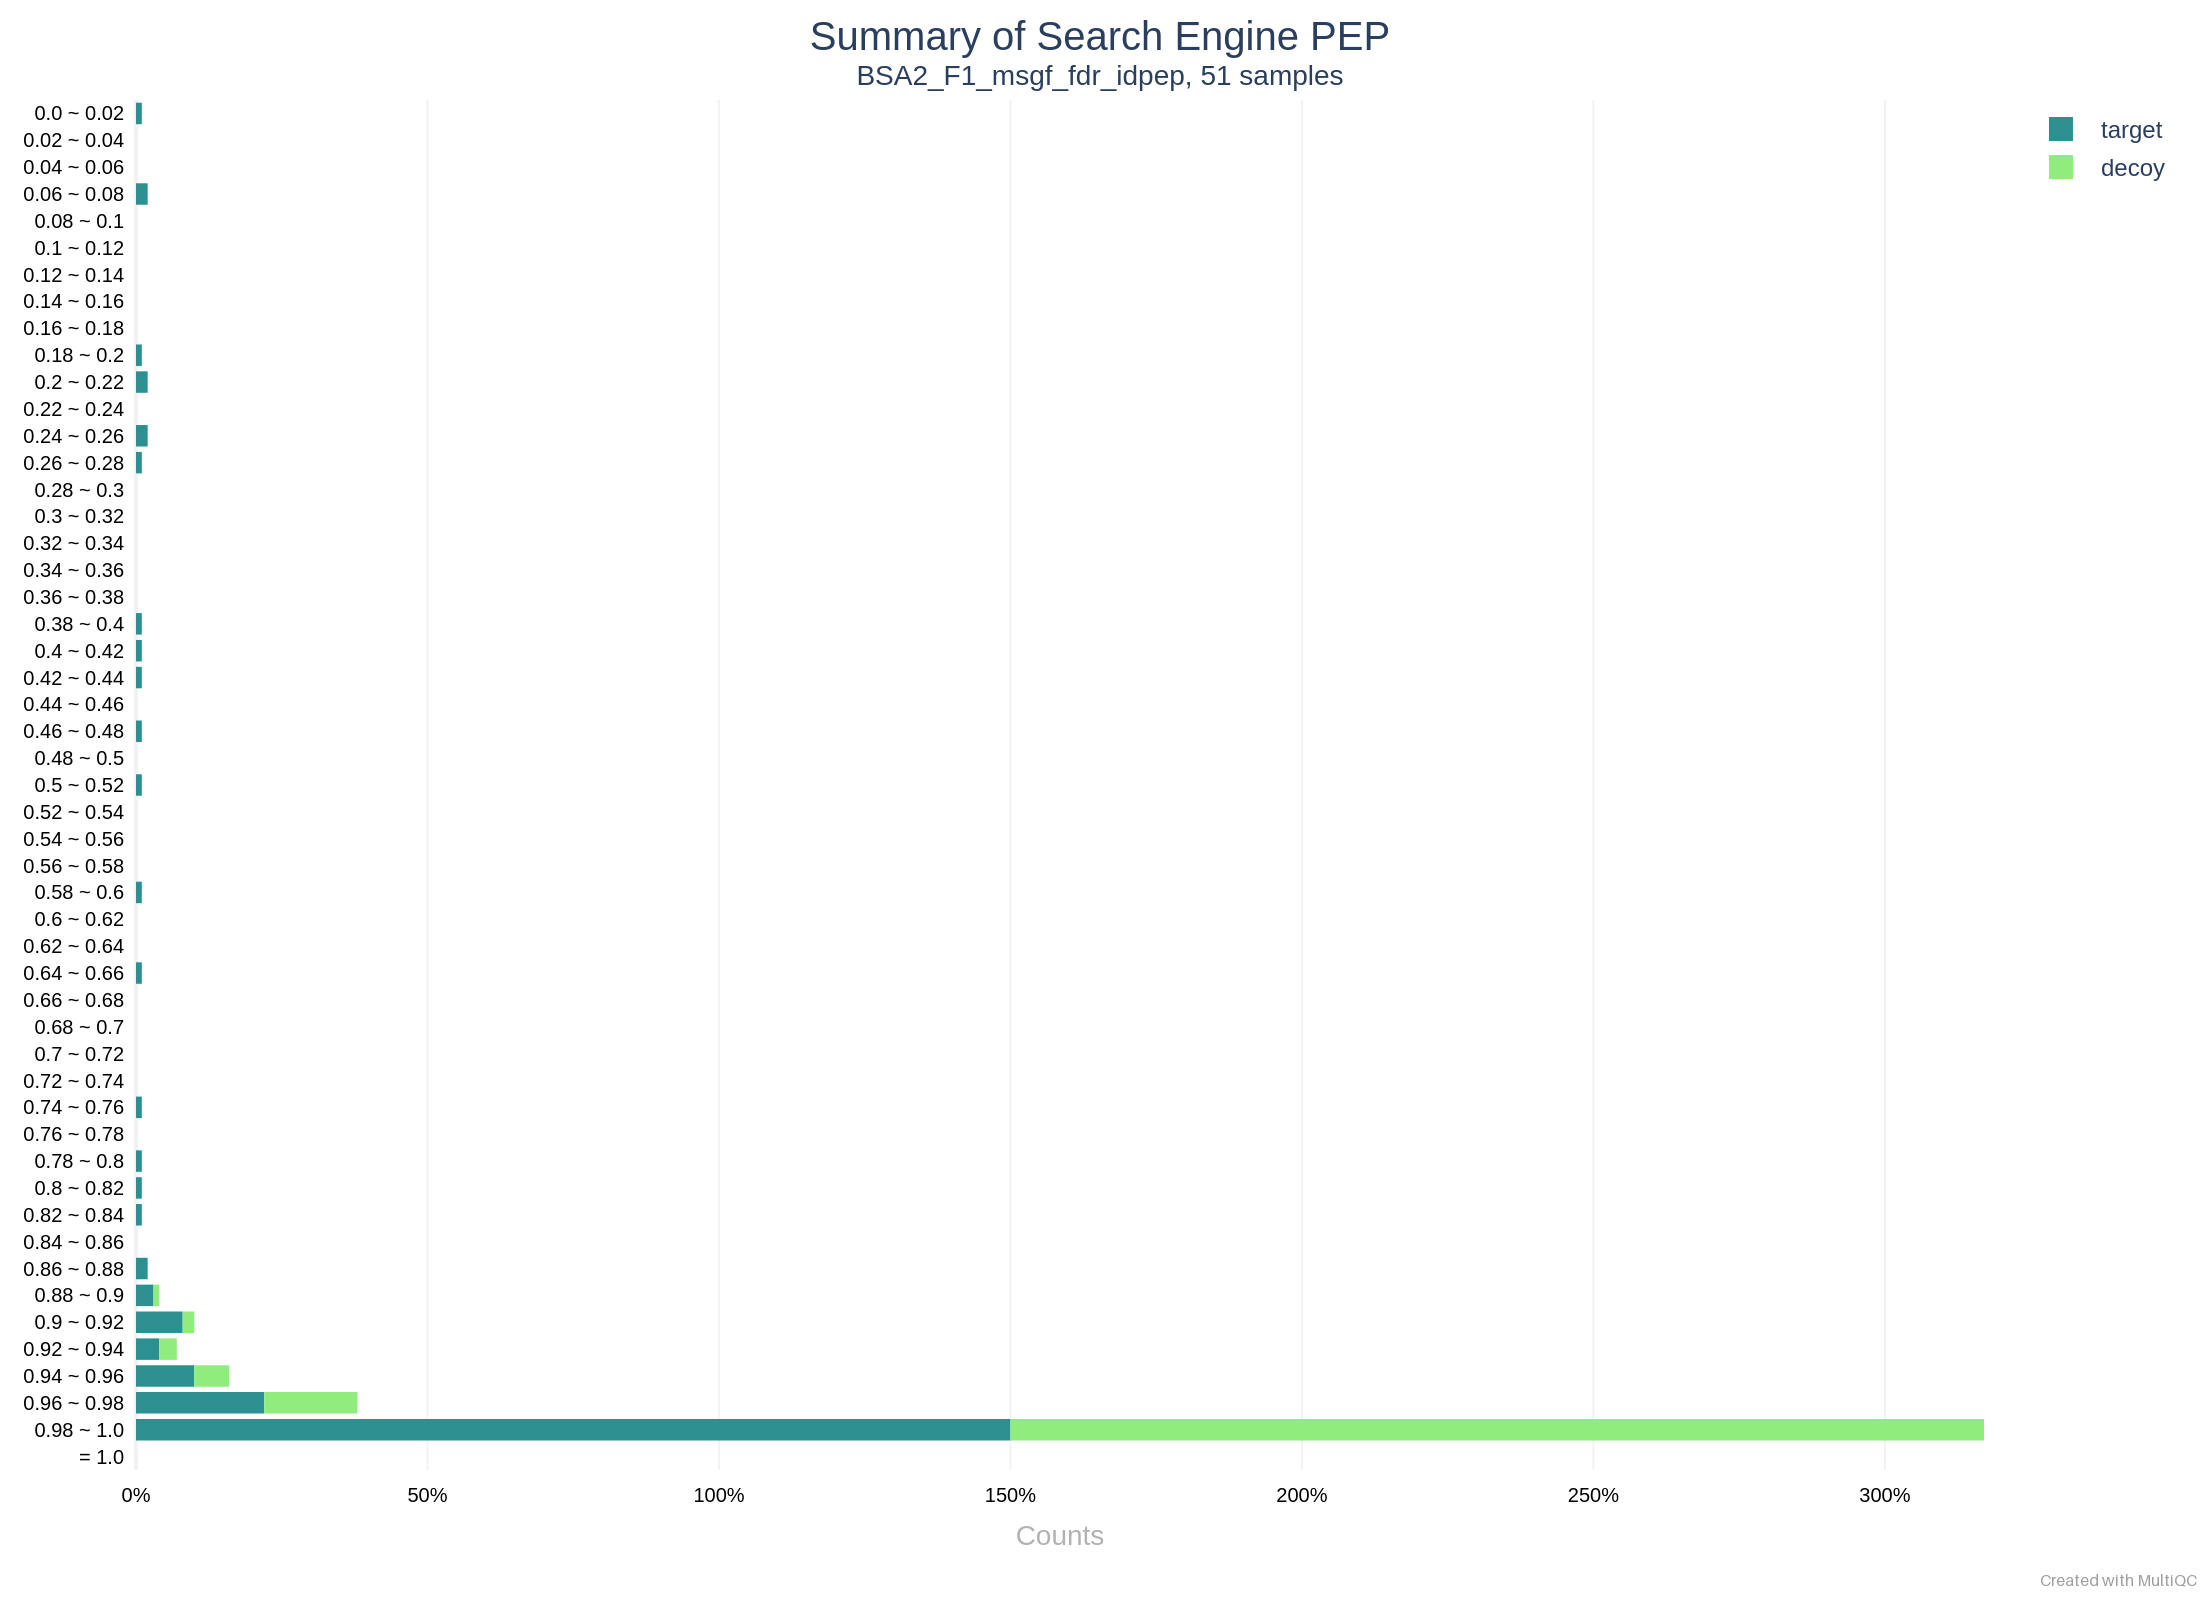 Summary of Search Engine PEP
BSA2_F1_msgf_fdr_idpep, 51 samples
target
decoy
0.0 ~ 0.02
0.02 ~ 0.04
0.04 ~ 0.06
0.06 ~ 0.08
0.08 ~ 0.1
0.1 ~ 0.12
0.12 ~ 0.14
0.14 ~ 0.16
0.16 ~ 0.18
0.18 ~ 0.2
0.2 ~ 0.22
0.22 ~ 0.24
0.24 ~ 0.26
0.26 ~ 0.28
0.28 ~ 0.3
0.3 ~ 0.32
0.32 ~ 0.34
0.34 ~ 0.36
0.36 ~ 0.38
0.38 ~ 0.4
0.4 ~ 0.42
0.42 ~ 0.44
0.44 ~ 0.46
0.46 ~ 0.48
0.48 ~ 0.5
0.5 ~ 0.52
0.52 ~ 0.54
0.54 ~ 0.56
0.56 ~ 0.58
0.58 ~ 0.6
0.6 ~ 0.62
0.62 ~ 0.64
0.64 ~ 0.66
0.66 ~ 0.68
0.68 ~ 0.7
0.7 ~ 0.72
0.72 ~ 0.74
0.74 ~ 0.76
0.76 ~ 0.78
0.78 ~ 0.8
0.8 ~ 0.82
0.82 ~ 0.84
0.84 ~ 0.86
0.86 ~ 0.88
0.88 ~ 0.9
0.9 ~ 0.92
0.92 ~ 0.94
0.94 ~ 0.96
0.96 ~ 0.98
0.98 ~ 1.0
= 1.0
0% 50% 100% 150% 200% 250% 300%
Counts
Created with MultiQC